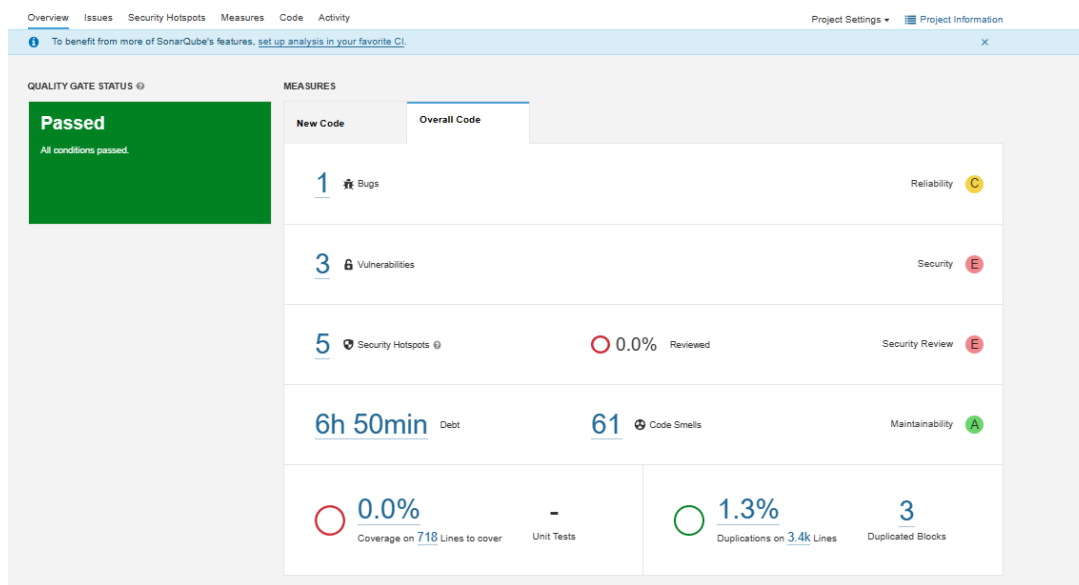 Overview Issues Security Hotspots Measures Code Activity Project Settings Project Information
To benefit from more of SonarQube's features, set up analysis in your favorite CI.
QUALITY GATE STATUS
MEASURES
Passed
All conditions passed.
New Code
Overall Code
1 Bugs Reliability C
3 Vulnerabilities Security E
5 Security Hotspots 0.0% Reviewed Security Review E
6h 50min Debt 61 Code Smells Maintainability A
0.0%
Coverage on 718 Lines to cover
-
Unit Tests
1.3%
Duplications on 3.4k Lines
3
Duplicated Blocks